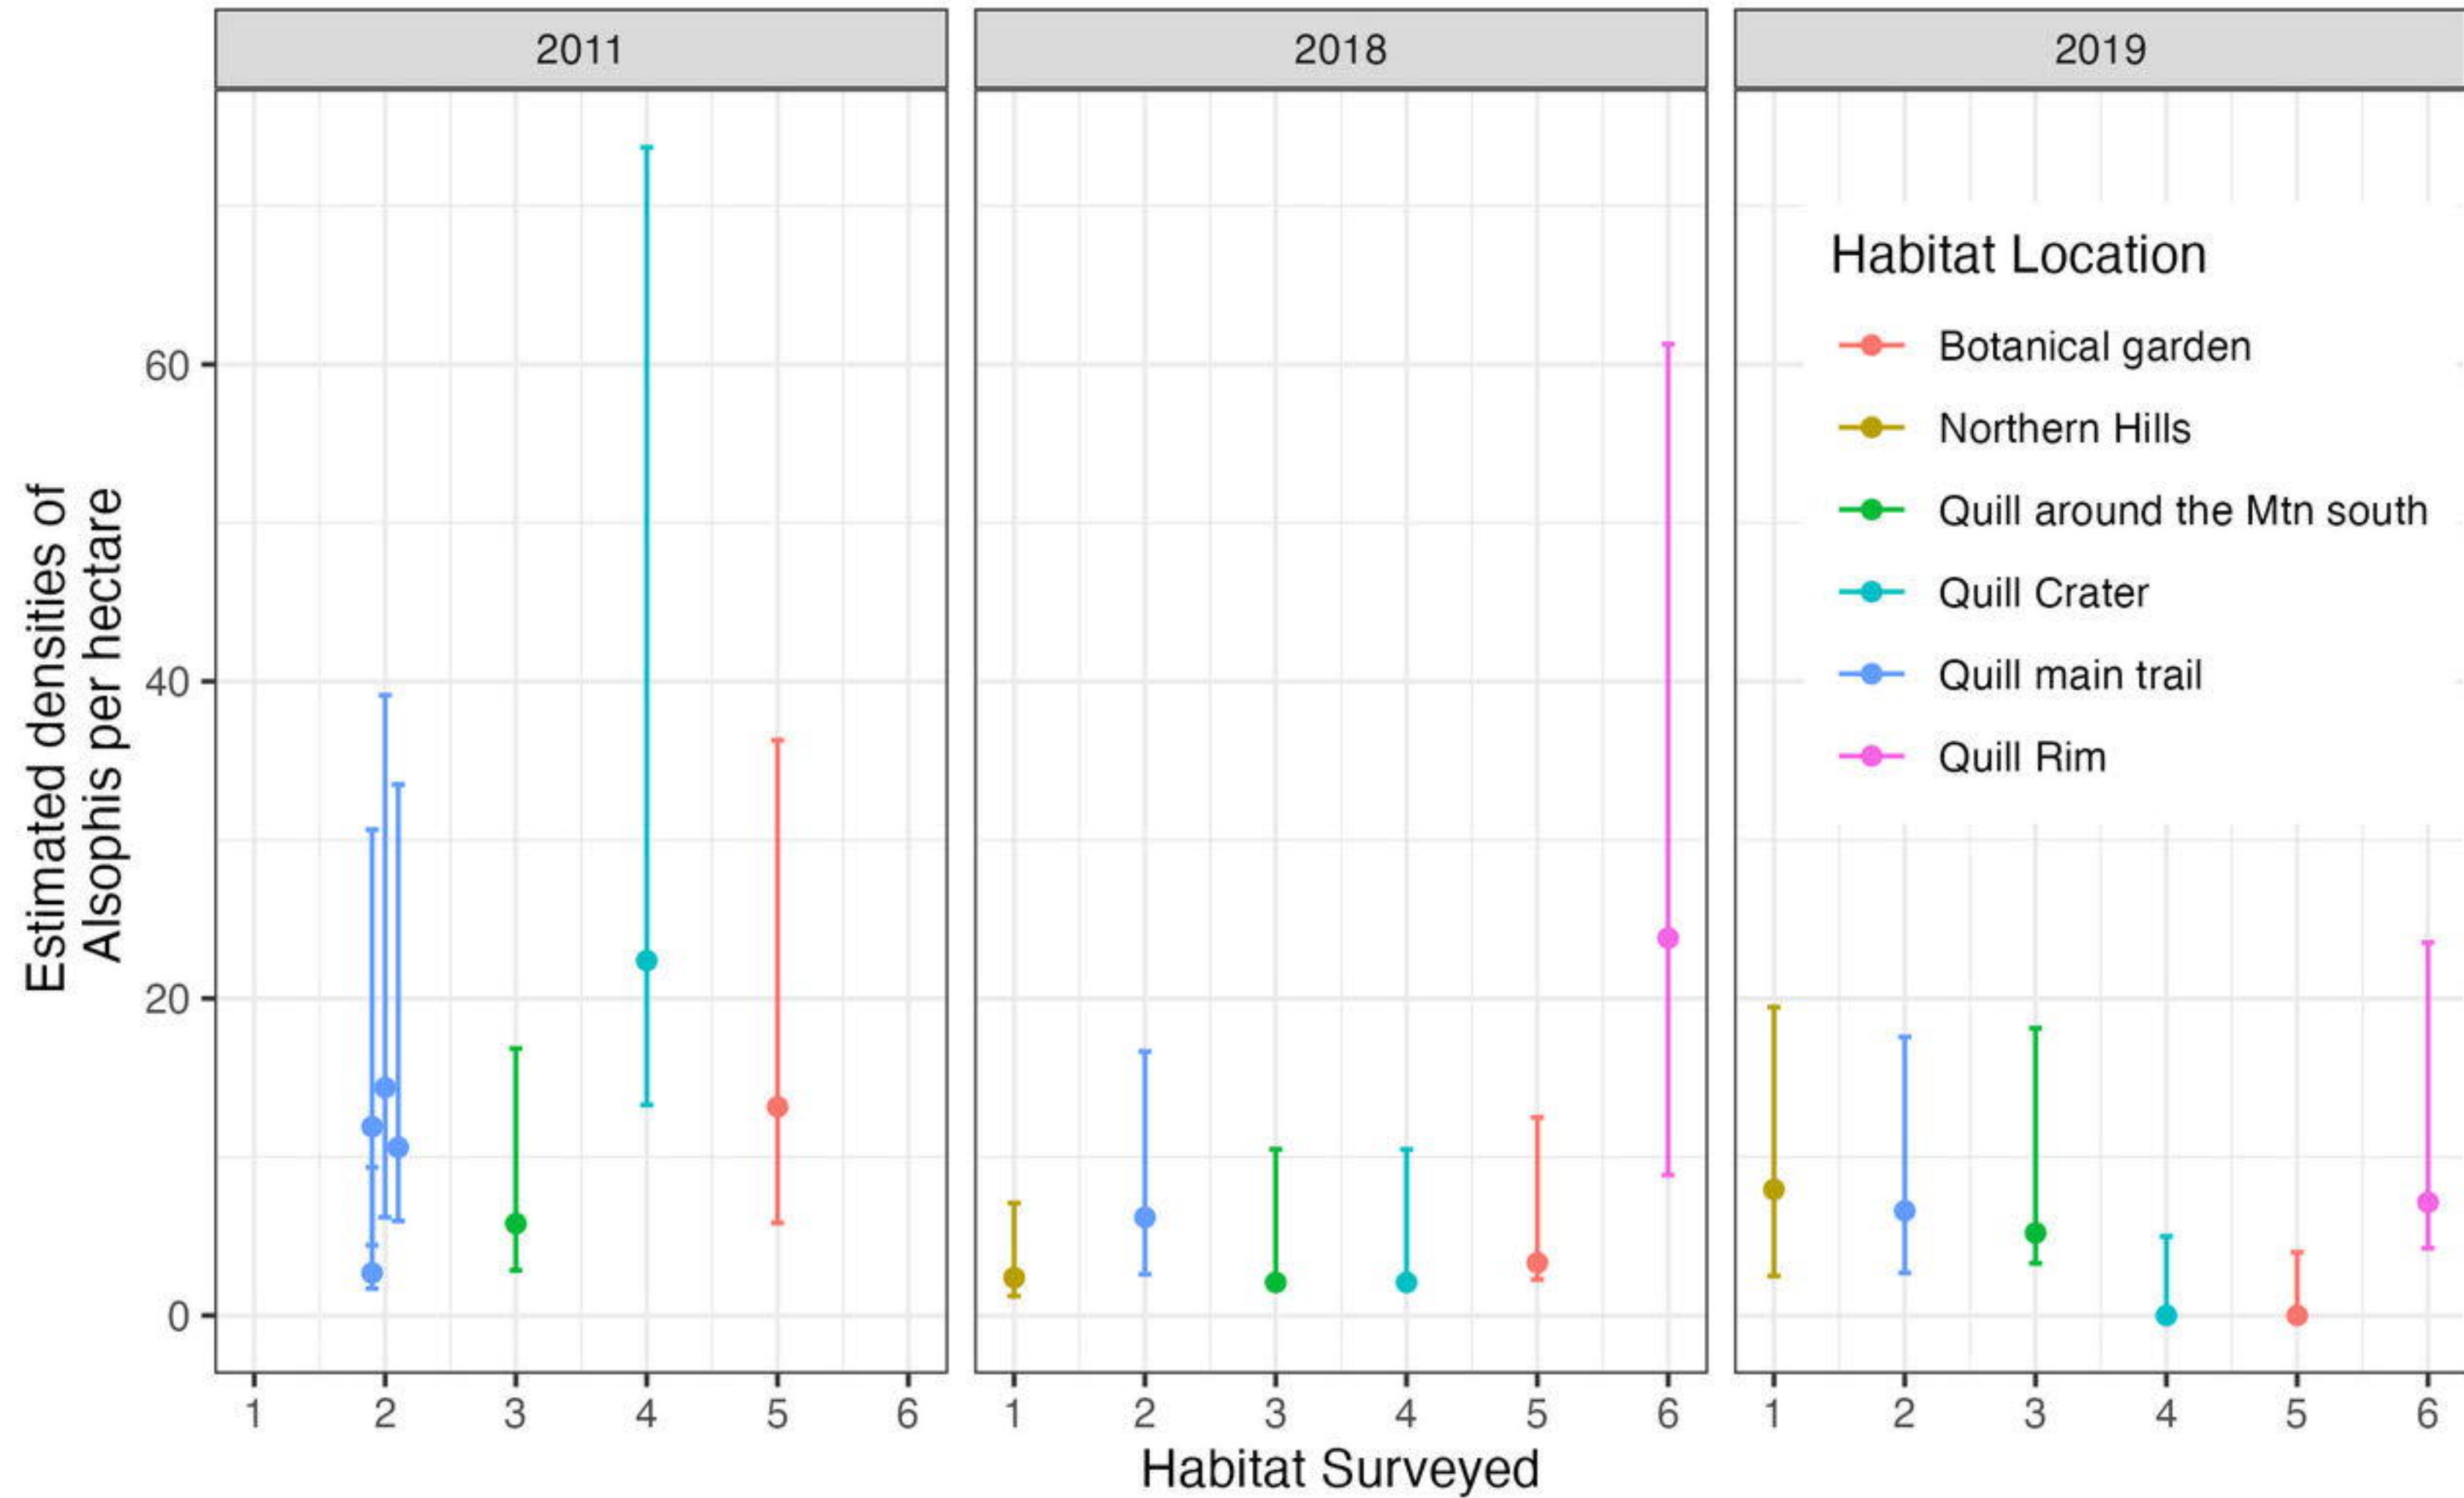 2011
2018
2019
Estimated densities of
Alsophis per hectare
60
40
20
0
Habitat Location
Botanical garden
Northern Hills
Quill around the Mtn south
Quill Crater
Quill main trail
Quill Rim
1 2 3 4 5 6
1 2 3 4 5 6
1 2 3 4 5 6
Habitat Surveyed